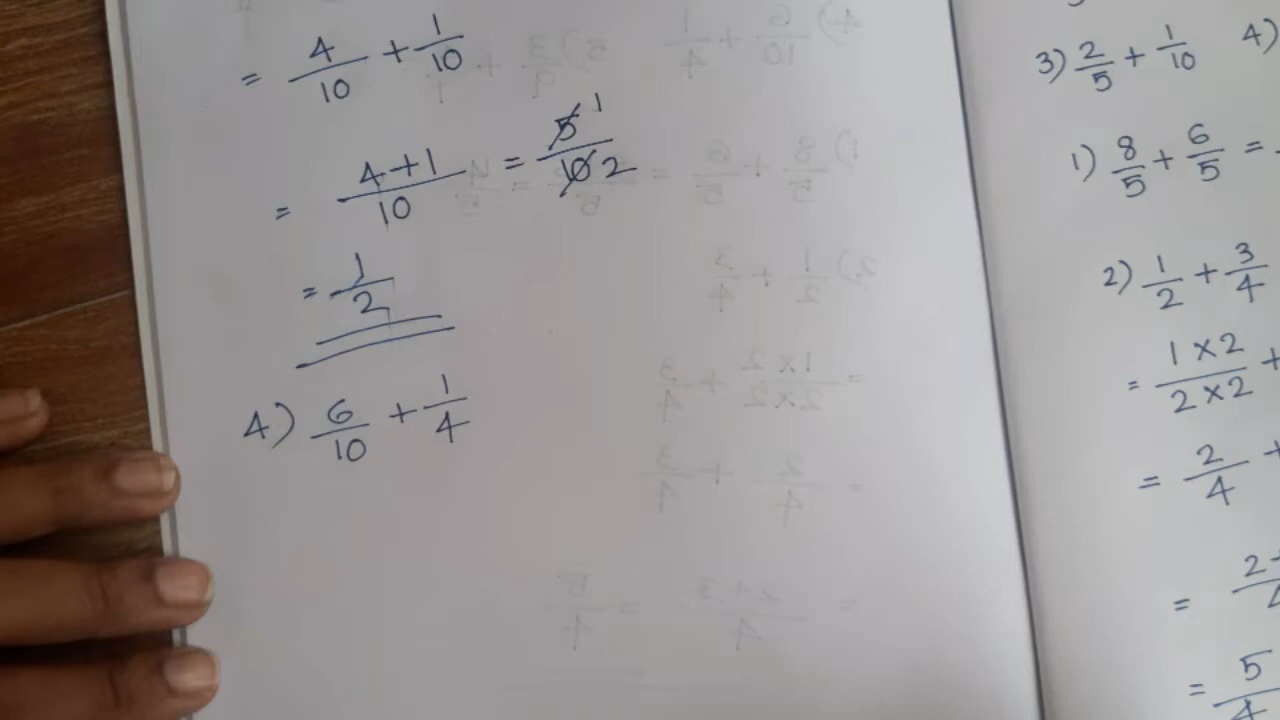 = 4/10 + 1/10
= 4+1/10 = 5/10 1 2
= 1/2
4) 6/10 + 1/4
3) 2/5 + 1/10 4)
1) 8/5 + 6/5 =
2) 1/2 + 3/4
= 1×2/2×2 +
= 2/4 +
= 2+/4
= 5/4